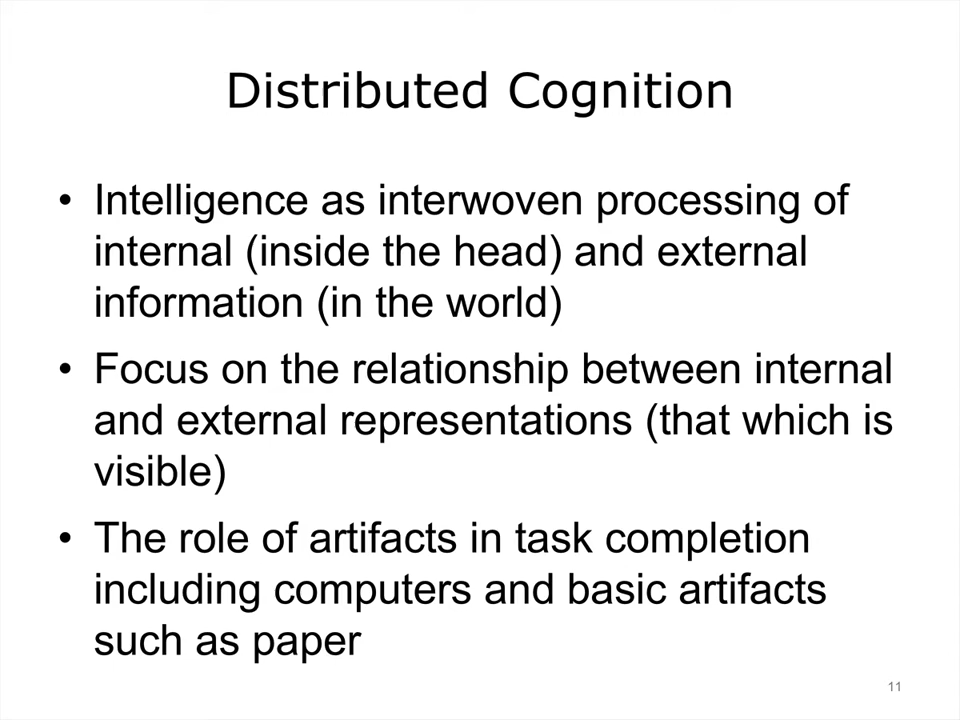 Distributed Cognition
• Intelligence as interwoven processing of
internal (inside the head) and external
information (in the world)
• Focus on the relationship between internal
and external representations (that which is
visible)
• The role of artifacts in task completion
including computers and basic artifacts
such as paper
11